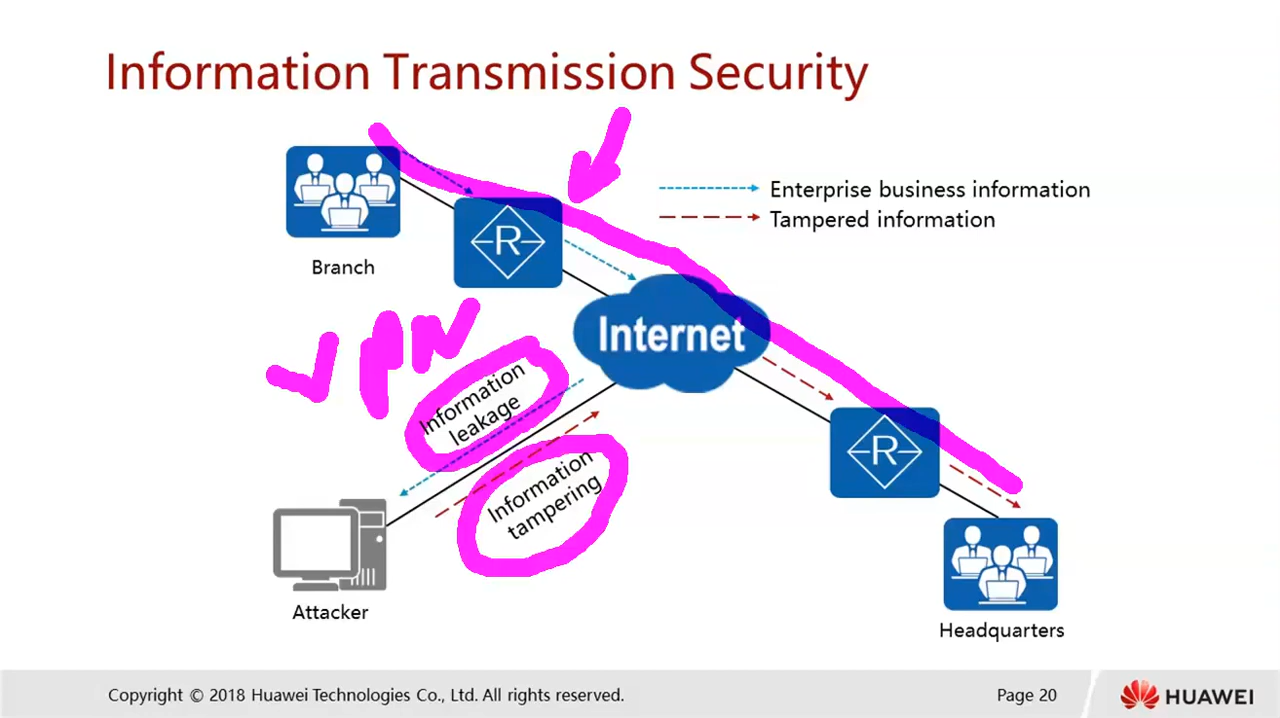 Information Transmission Security
Enterprise business information
Tampered information
R
Branch
Internet
VPN
Information
leakage
Information
tampering
R
Attacker
Headquarters
Copyright © 2018 Huawei Technologies Co., Ltd. All rights reserved.
Page 20
HUAWEI